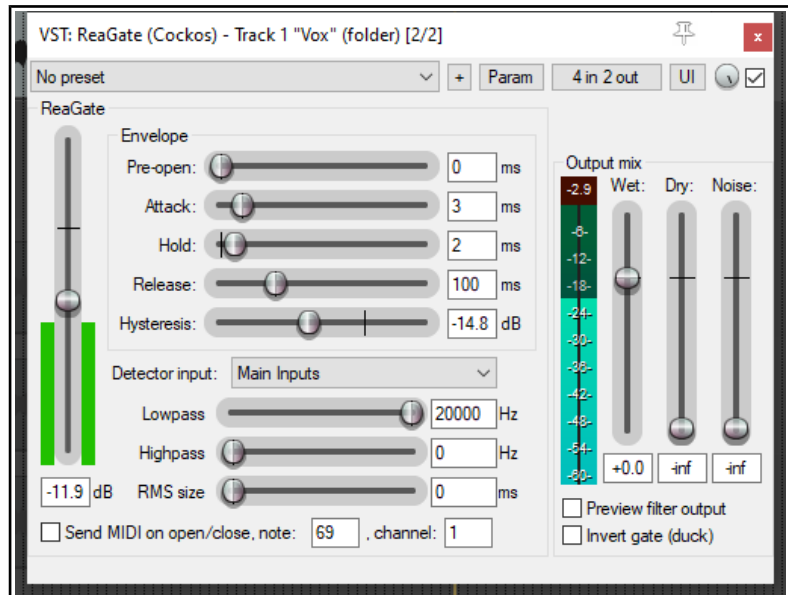 VST: ReaGate (Cockos) - Track 1 "Vox" (folder) [2/2]
x
No preset + Param 4 in 2 out UI
ReaGate
Envelope
Pre-open: 0 ms
Attack: 3 ms
Hold: 2 ms
Release: 100 ms
Hysteresis: -14.8 dB
Detector input: Main Inputs
Lowpass 20000 Hz
Highpass 0 Hz
-11.9 dB RMS size 0 ms
Send MIDI on open/close, note: 69 , channel: 1
Output mix
-2.9 Wet: Dry: Noise:
-6-
-12-
-18-
-24-
-30-
-36-
-42-
-48-
-54-
-60-
+0.0 -inf -inf
Preview filter output
Invert gate (duck)